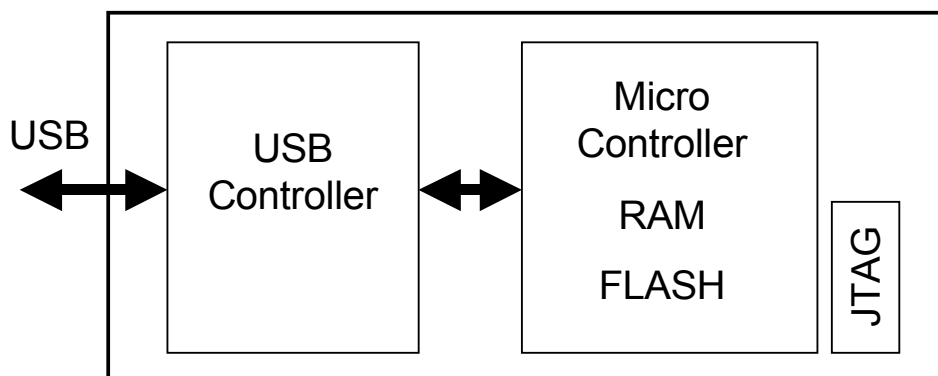 USB
USB
Controller
Micro
Controller
RAM
FLASH
JTAG